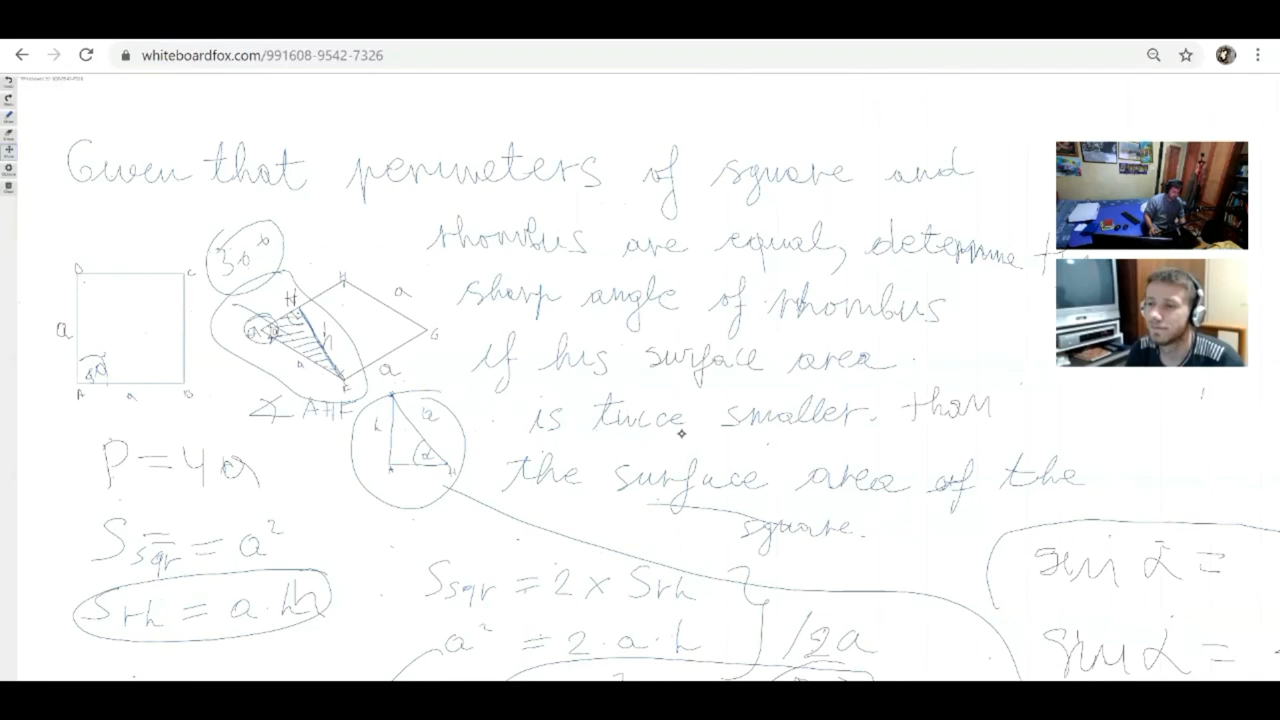 whiteboardfox.com/991608-9542-7326
Given that perimeters of square and
rhombus are equal, determine
sharp angle of rhombus
if his surface area
is twice smaller. than
the surface area of the
square.
30°
D
C
H
H
a
a
h
G
a
a
F
A
a
B
∢ AHF
h
a
α
P = 4a
S sqr = a²
Srh = a · h
Ssqr = 2 x Srh
a² = 2 · a · h
/2a
sin α =
sin α =